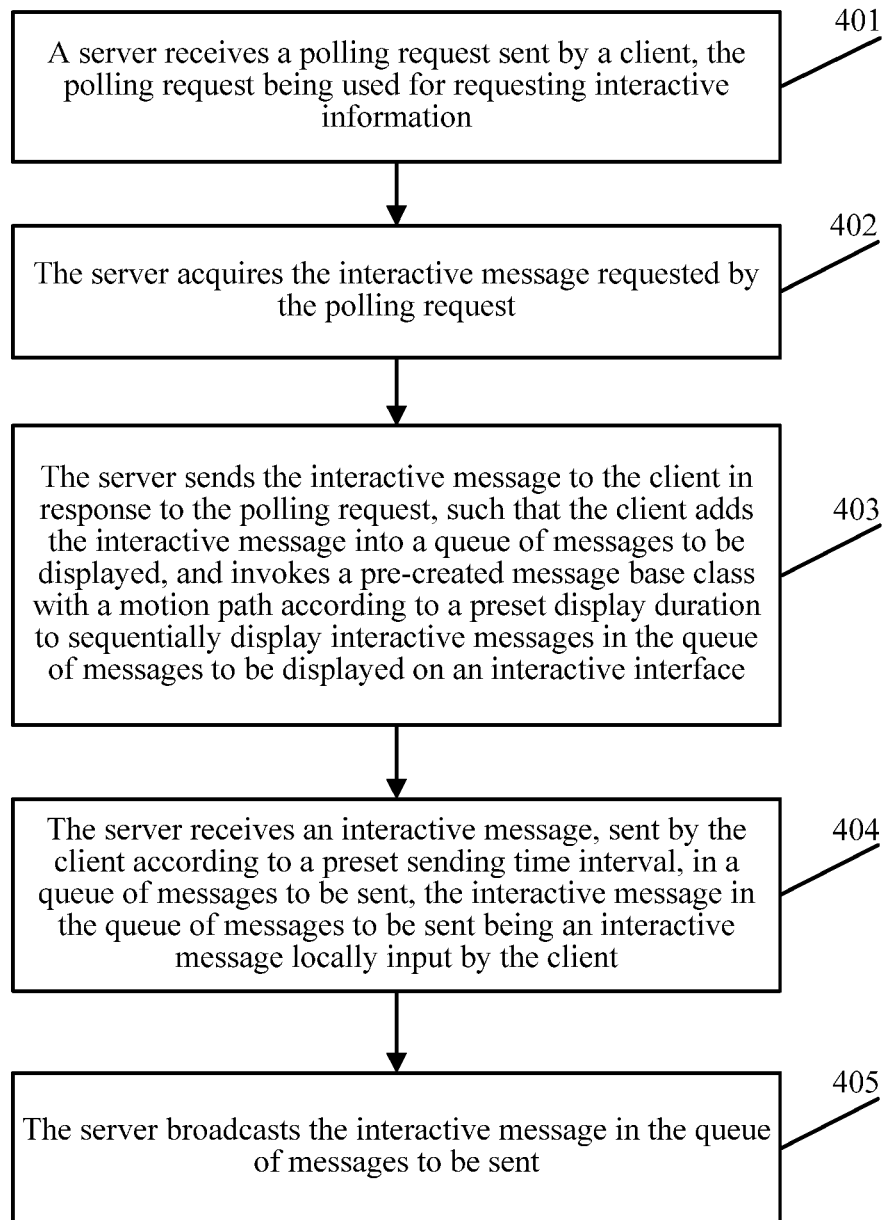 401
A server receives a polling request sent by a client, the
polling request being used for requesting interactive
information
402
The server acquires the interactive message requested by
the polling request
403
The server sends the interactive message to the client in
response to the polling request, such that the client adds
the interactive message into a queue of messages to be
displayed, and invokes a pre-created message base class
with a motion path according to a preset display duration
to sequentially display interactive messages in the queue
of messages to be displayed on an interactive interface
404
The server receives an interactive message, sent by the
client according to a preset sending time interval, in a
queue of messages to be sent, the interactive message in
the queue of messages to be sent being an interactive
message locally input by the client
405
The server broadcasts the interactive message in the queue
of messages to be sent